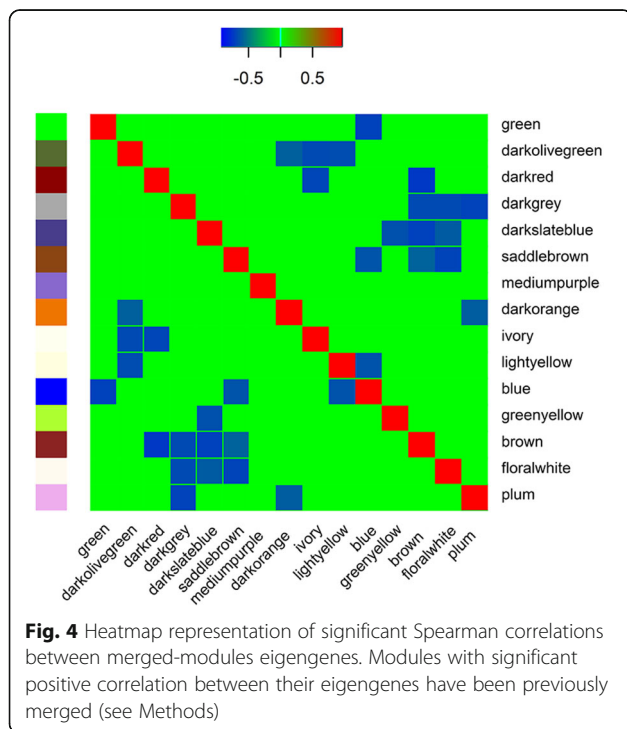 -0.5 0.5
green
darkolivegreen
darkred
darkgrey
darkslateblue
saddlebrown
mediumpurple
darkorange
ivory
lightyellow
blue
greenyellow
brown
floralwhite
plum
green darkolivegreen darkred darkgrey darkslateblue saddlebrown mediumpurple darkorange ivory lightyellow blue greenyellow brown floralwhite plum
Fig. 4 Heatmap representation of significant Spearman correlations
between merged-modules eigengenes. Modules with significant
positive correlation between their eigengenes have been previously
merged (see Methods)